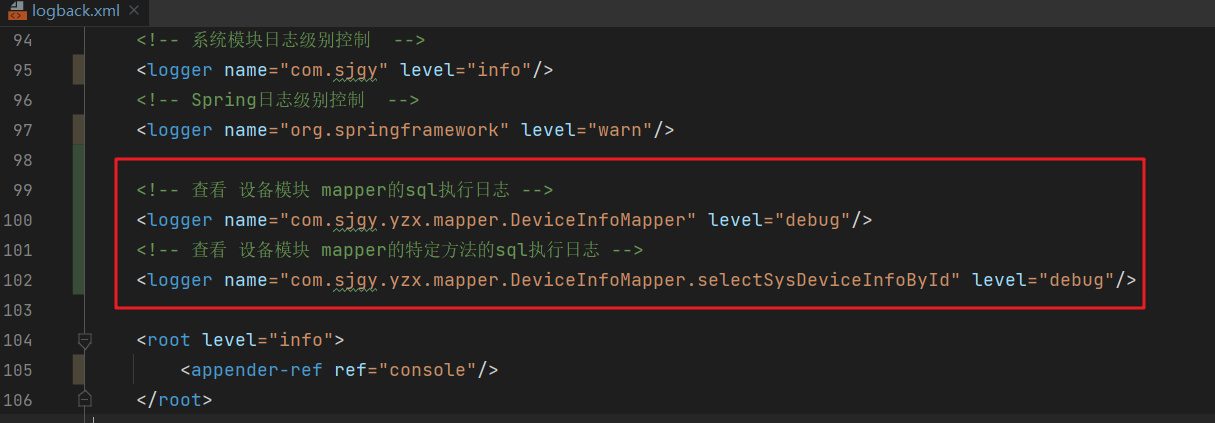 logback.xml
94 <!-- 系统模块日志级别控制  -->
95 <logger name="com.sjgy" level="info"/>
96 <!-- Spring日志级别控制  -->
97 <logger name="org.springframework" level="warn"/>
98
99 <!-- 查看 设备模块 mapper的sql执行日志 -->
100 <logger name="com.sjgy.yzx.mapper.DeviceInfoMapper" level="debug"/>
101 <!-- 查看 设备模块 mapper的特定方法的sql执行日志 -->
102 <logger name="com.sjgy.yzx.mapper.DeviceInfoMapper.selectSysDeviceInfoById" level="debug"/>
103
104 <root level="info">
105     <appender-ref ref="console"/>
106 </root>